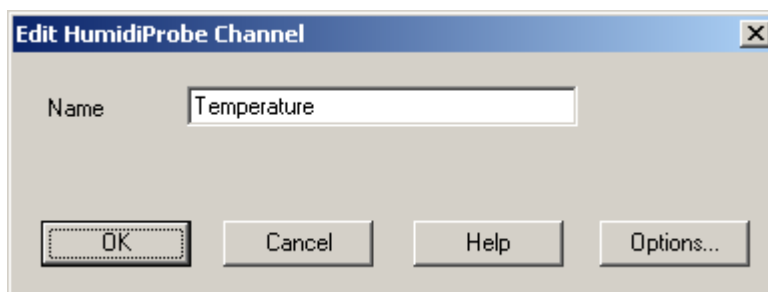 Edit HumidiProbe Channel
Name Temperature
OK Cancel Help Options...